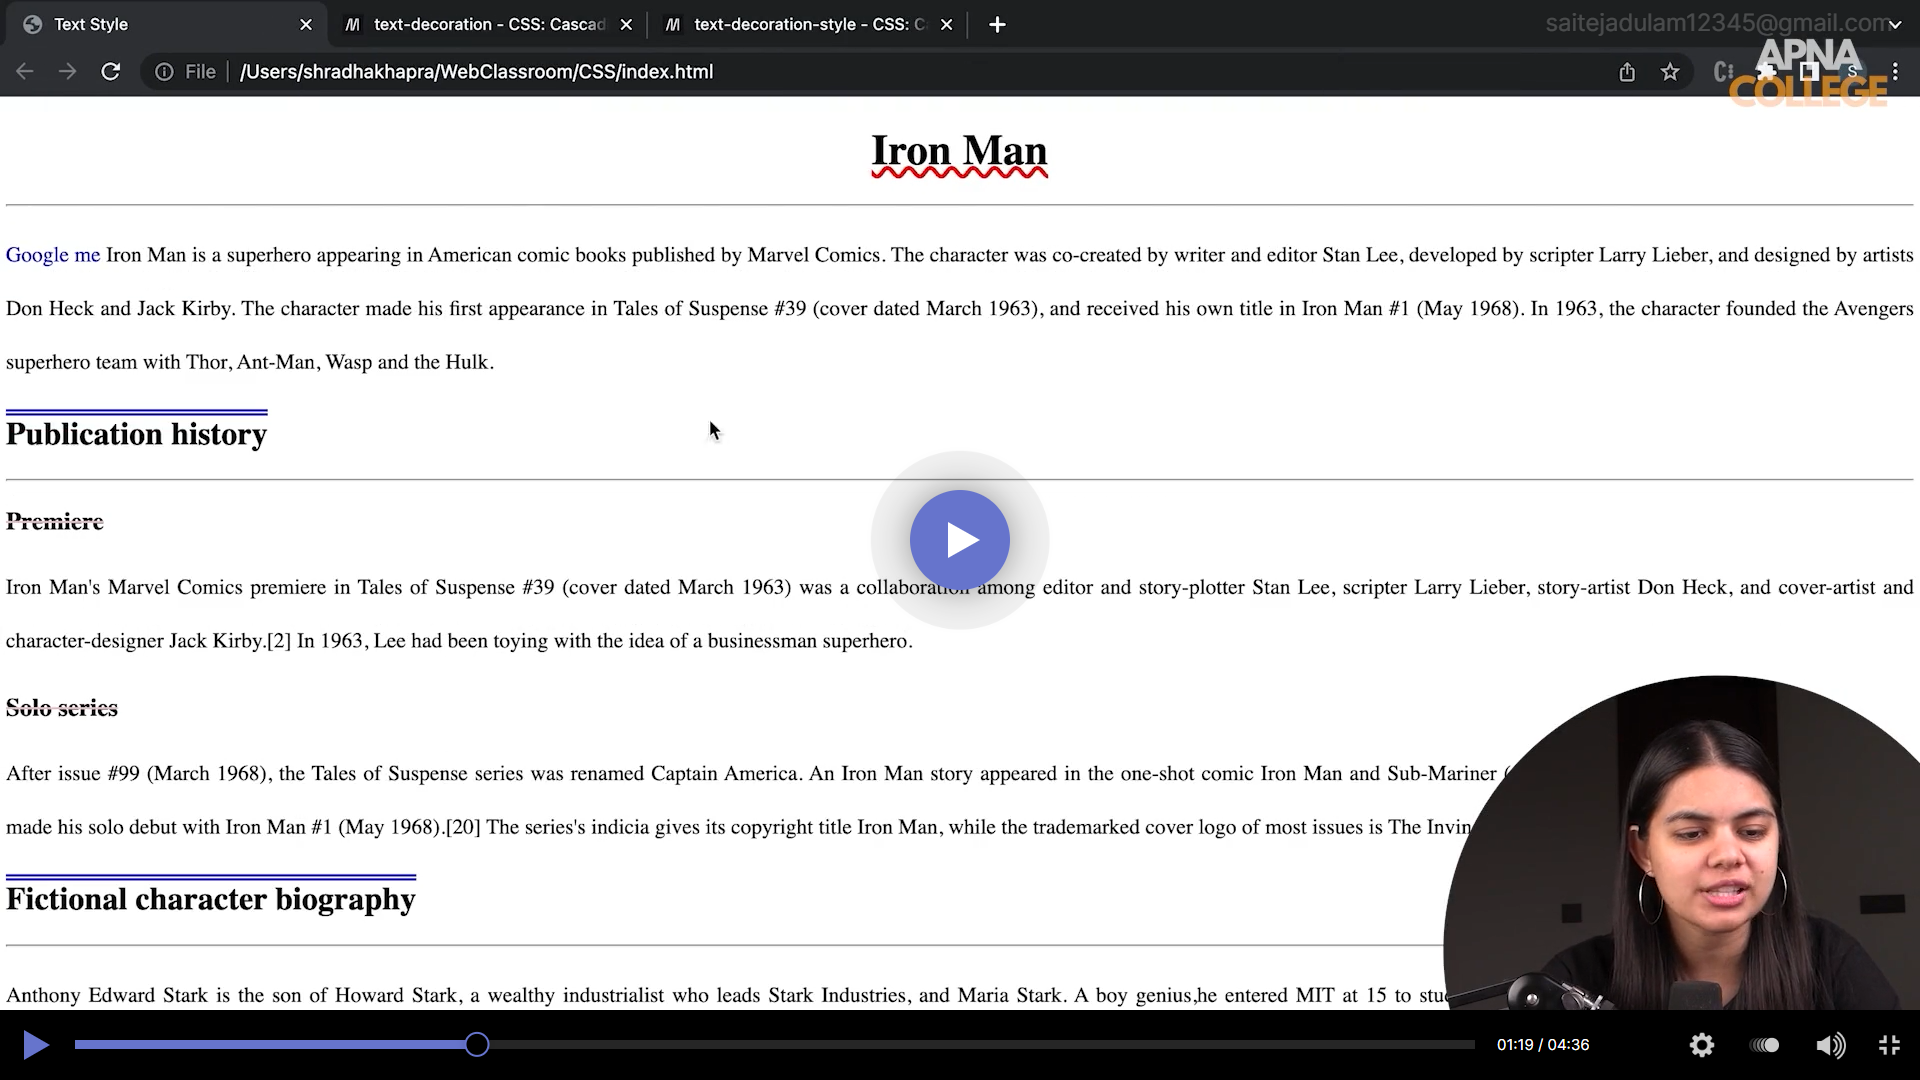 Text Style
text-decoration - CSS: Cascad
text-decoration-style - CSS: C
saitejadulam12345@gmail.com
File
/Users/shradhakhapra/WebClassroom/CSS/index.html
S
APNA
COLLEGE
Iron Man
Google me Iron Man is a superhero appearing in American comic books published by Marvel Comics. The character was co-created by writer and editor Stan Lee, developed by scripter Larry Lieber, and designed by artists
Don Heck and Jack Kirby. The character made his first appearance in Tales of Suspense #39 (cover dated March 1963), and received his own title in Iron Man #1 (May 1968). In 1963, the character founded the Avengers
superhero team with Thor, Ant-Man, Wasp and the Hulk.
Publication history
Premiere
Iron Man's Marvel Comics premiere in Tales of Suspense #39 (cover dated March 1963) was a collaboration among editor and story-plotter Stan Lee, scripter Larry Lieber, story-artist Don Heck, and cover-artist and
character-designer Jack Kirby.[2] In 1963, Lee had been toying with the idea of a businessman superhero.
Solo series
After issue #99 (March 1968), the Tales of Suspense series was renamed Captain America. An Iron Man story appeared in the one-shot comic Iron Man and Sub-Mariner (
made his solo debut with Iron Man #1 (May 1968).[20] The series's indicia gives its copyright title Iron Man, while the trademarked cover logo of most issues is The Invin
Fictional character biography
Anthony Edward Stark is the son of Howard Stark, a wealthy industrialist who leads Stark Industries, and Maria Stark. A boy genius,he entered MIT at 15 to stu
01:19 / 04:36